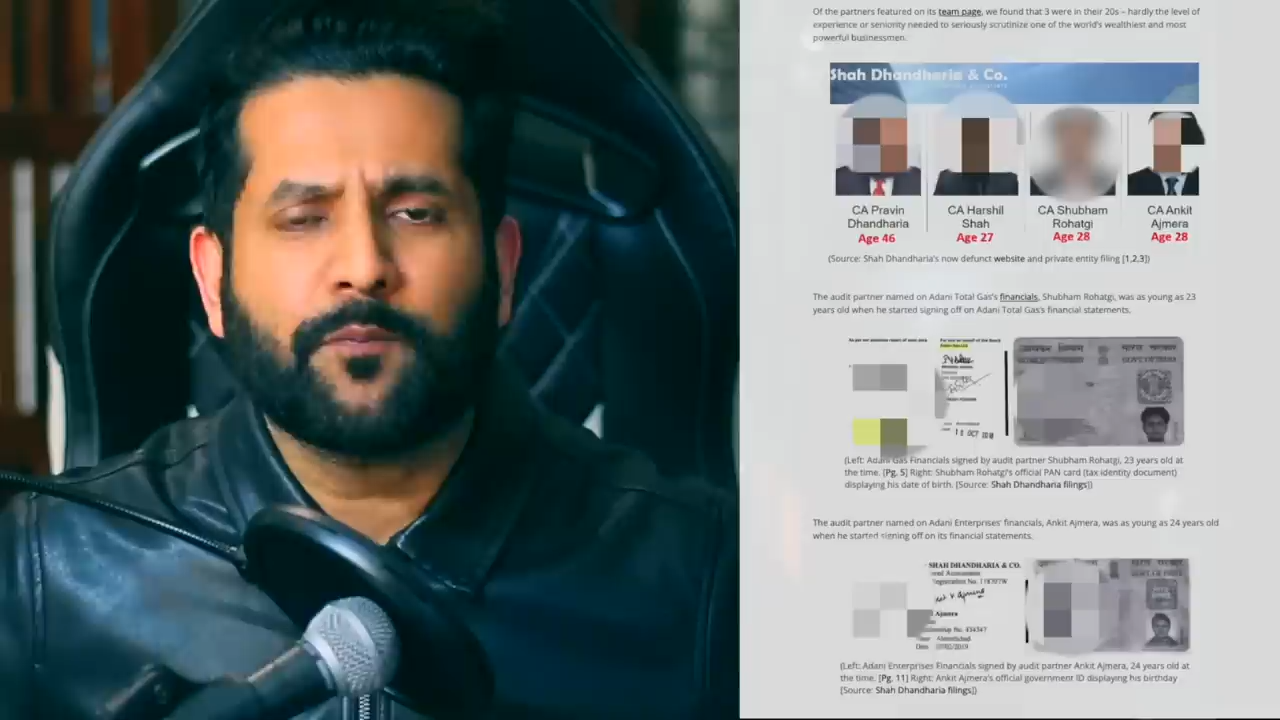 Of the partners featured on its team page, we found that 3 were in their 20s – hardly the level of
experience or seniority needed to seriously scrutinize one of the world's wealthiest and most
powerful businessmen.
Shah Dhandharia & Co.
CA Pravin
Dhandharia
Age 46
CA Harshil
Shah
Age 27
CA Shubham
Rohatgi
Age 28
CA Ankit
Ajmera
Age 28
(Source: Shah Dhandharia's now defunct website and private entity filing [1,2,3])
The audit partner named on Adani Total Gas's financials, Shubham Rohatgi, was as young as 23
years old when he started signing off on Adani Total Gas's financial statements.
(Left: Adani Gas Financials signed by audit partner Shubham Rohatgi, 23 years old at
the time. [Pg. 5] Right: Shubham Rohatgi's official PAN card (tax identity document)
displaying his date of birth. [Source: Shah Dhandharia filings])
The audit partner named on Adani Enterprises' financials, Ankit Ajmera, was as young as 24 years old
when he started signing off on its financial statements.
SHAH DHANDHARIA & CO.
Ajmera
(Left: Adani Enterprises Financials signed by audit partner Ankit Ajmera, 24 years old at
the time. [Pg. 11] Right: Ankit Ajmera's official government ID displaying his birthday
[Source: Shah Dhandharia filings])